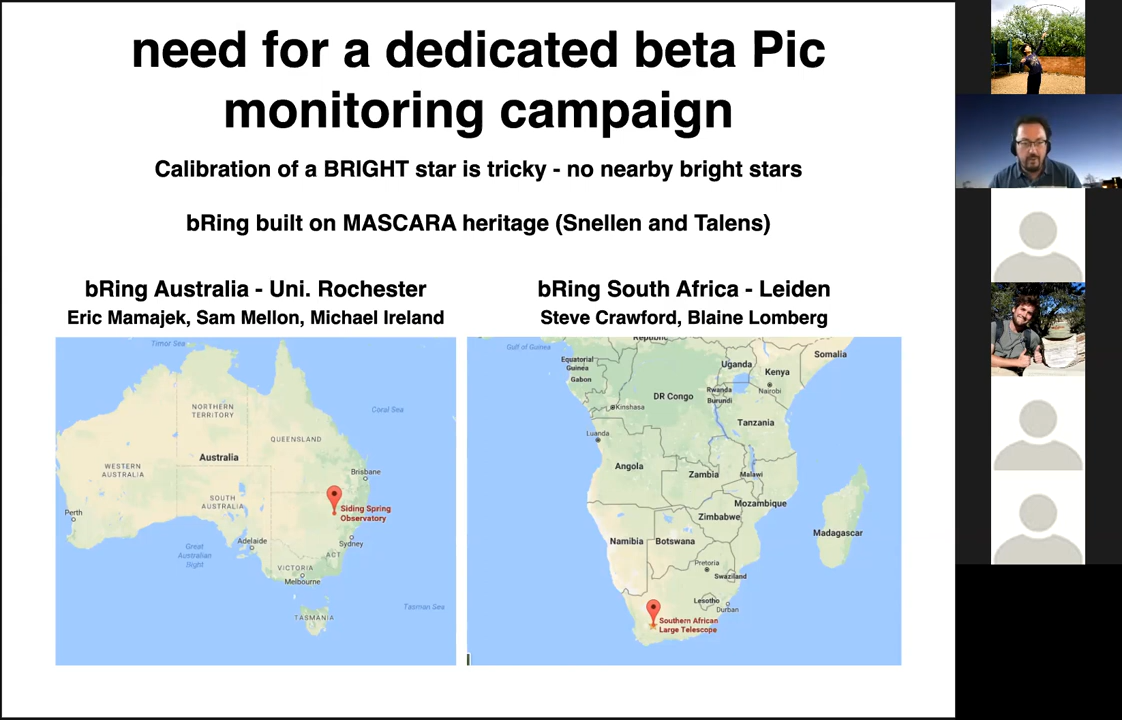 need for a dedicated beta Pic
monitoring campaign
Calibration of a BRIGHT star is tricky - no nearby bright stars
bRing built on MASCARA heritage (Snellen and Talens)
bRing Australia - Uni. Rochester
Eric Mamajek, Sam Mellon, Michael Ireland
Timor Sea
Coral Sea
NORTHERN
TERRITORY
QUEENSLAND
Australia
WESTERN
AUSTRALIA
Brisbane
SOUTH
AUSTRALIA
Siding Spring
Observatory
Perth
Adelaide
Sydney
Great
Australian
Bight
ACT
VICTORIA
Melbourne
Tasman Sea
TASMANIA
bRing South Africa - Leiden
Steve Crawford, Blaine Lomberg
Republic
Gulf of Guinea
Somalia
Equatorial
Guinea
Uganda
Kenya
Gabon
Rwanda
Nairobi
DR Congo
Burundi
Kinshasa
Tanzania
Luanda
Angola
Zambia
Malawi
Mozambique
Zimbabwe
Madagascar
Namibia
Botswana
Pretoria
Swaziland
Lesotho
Durban
Southern African
Large Telescope